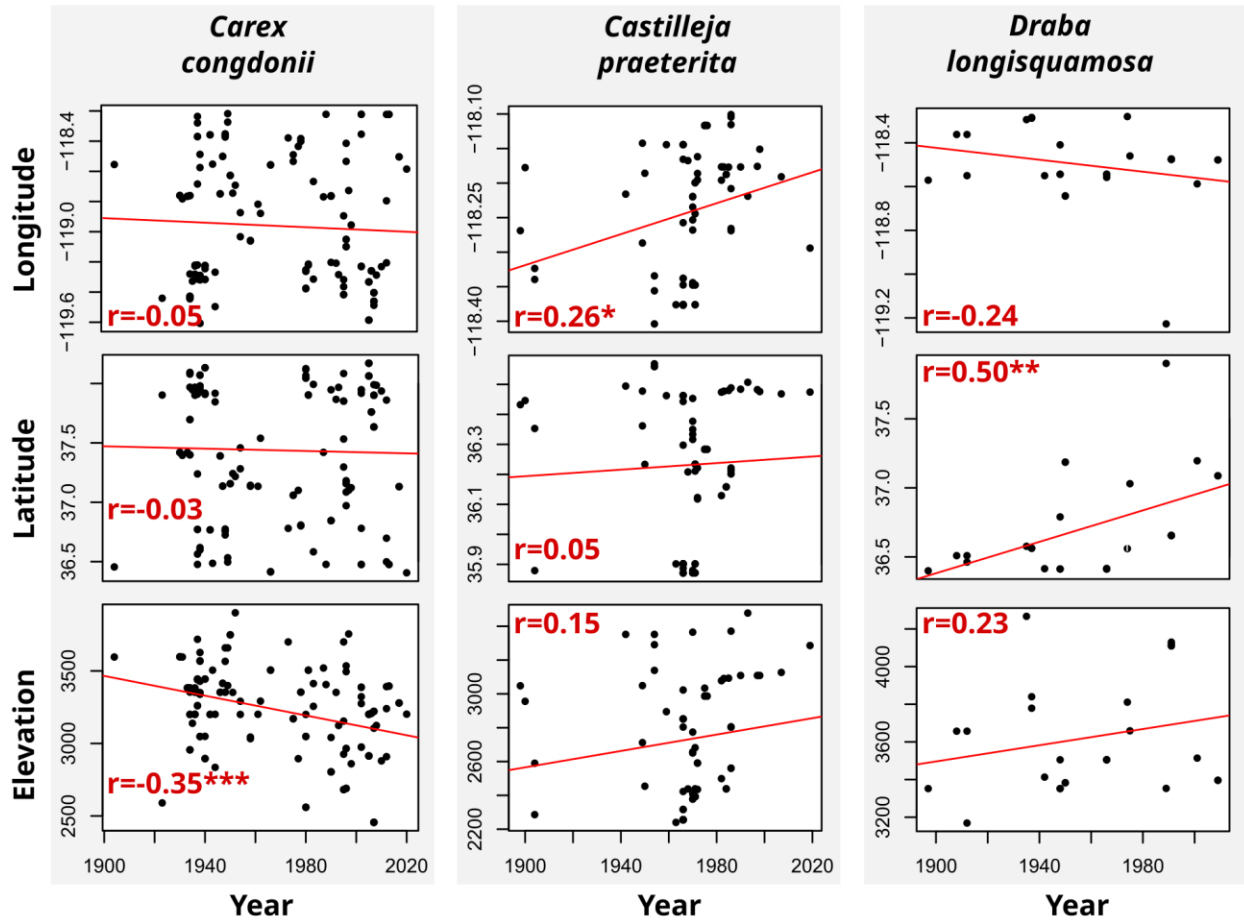 Carex
congdonii
Castilleja
praeterita
Draba
longisquamosa
Longitude
-118.4
-119.0
-119.6
r=-0.05
-118.10
-118.25
-118.40
r=0.26*
-118.4
-118.8
-119.2
r=-0.24
Latitude
37.5
37.0
36.5
r=-0.03
36.3
36.1
35.9
r=0.05
37.5
37.0
36.5
r=0.50**
Elevation
3500
3000
2500
r=-0.35***
3000
2600
2200
r=0.15
4000
3600
3200
r=0.23
1900 1940 1980 2020
1900 1940 1980 2020
1900 1940 1980
Year
Year
Year